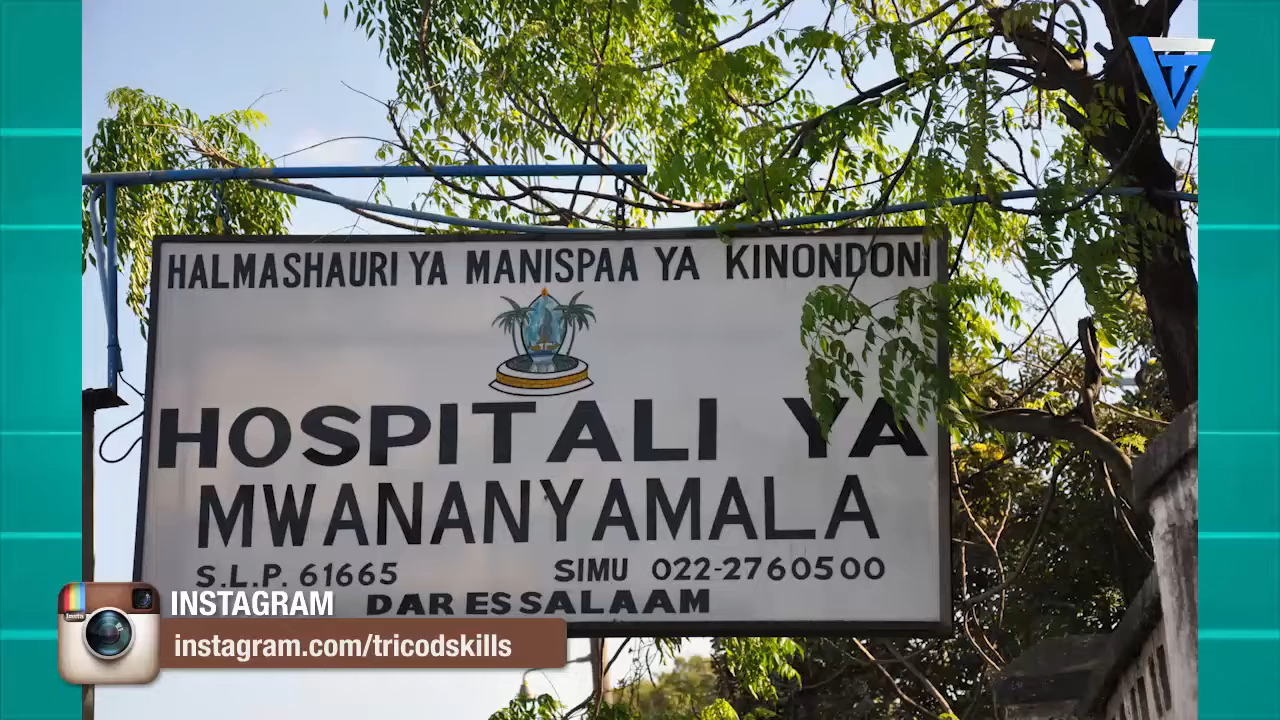 HALMASHAURI YA MANISPAA YA KINONDONI
HOSPITALI YA
MWANANYAMALA
S.L.P. 61665 SIMU 022-2760500
DAR ES SALAAM
Insta
INSTAGRAM
instagram.com/tricodskills